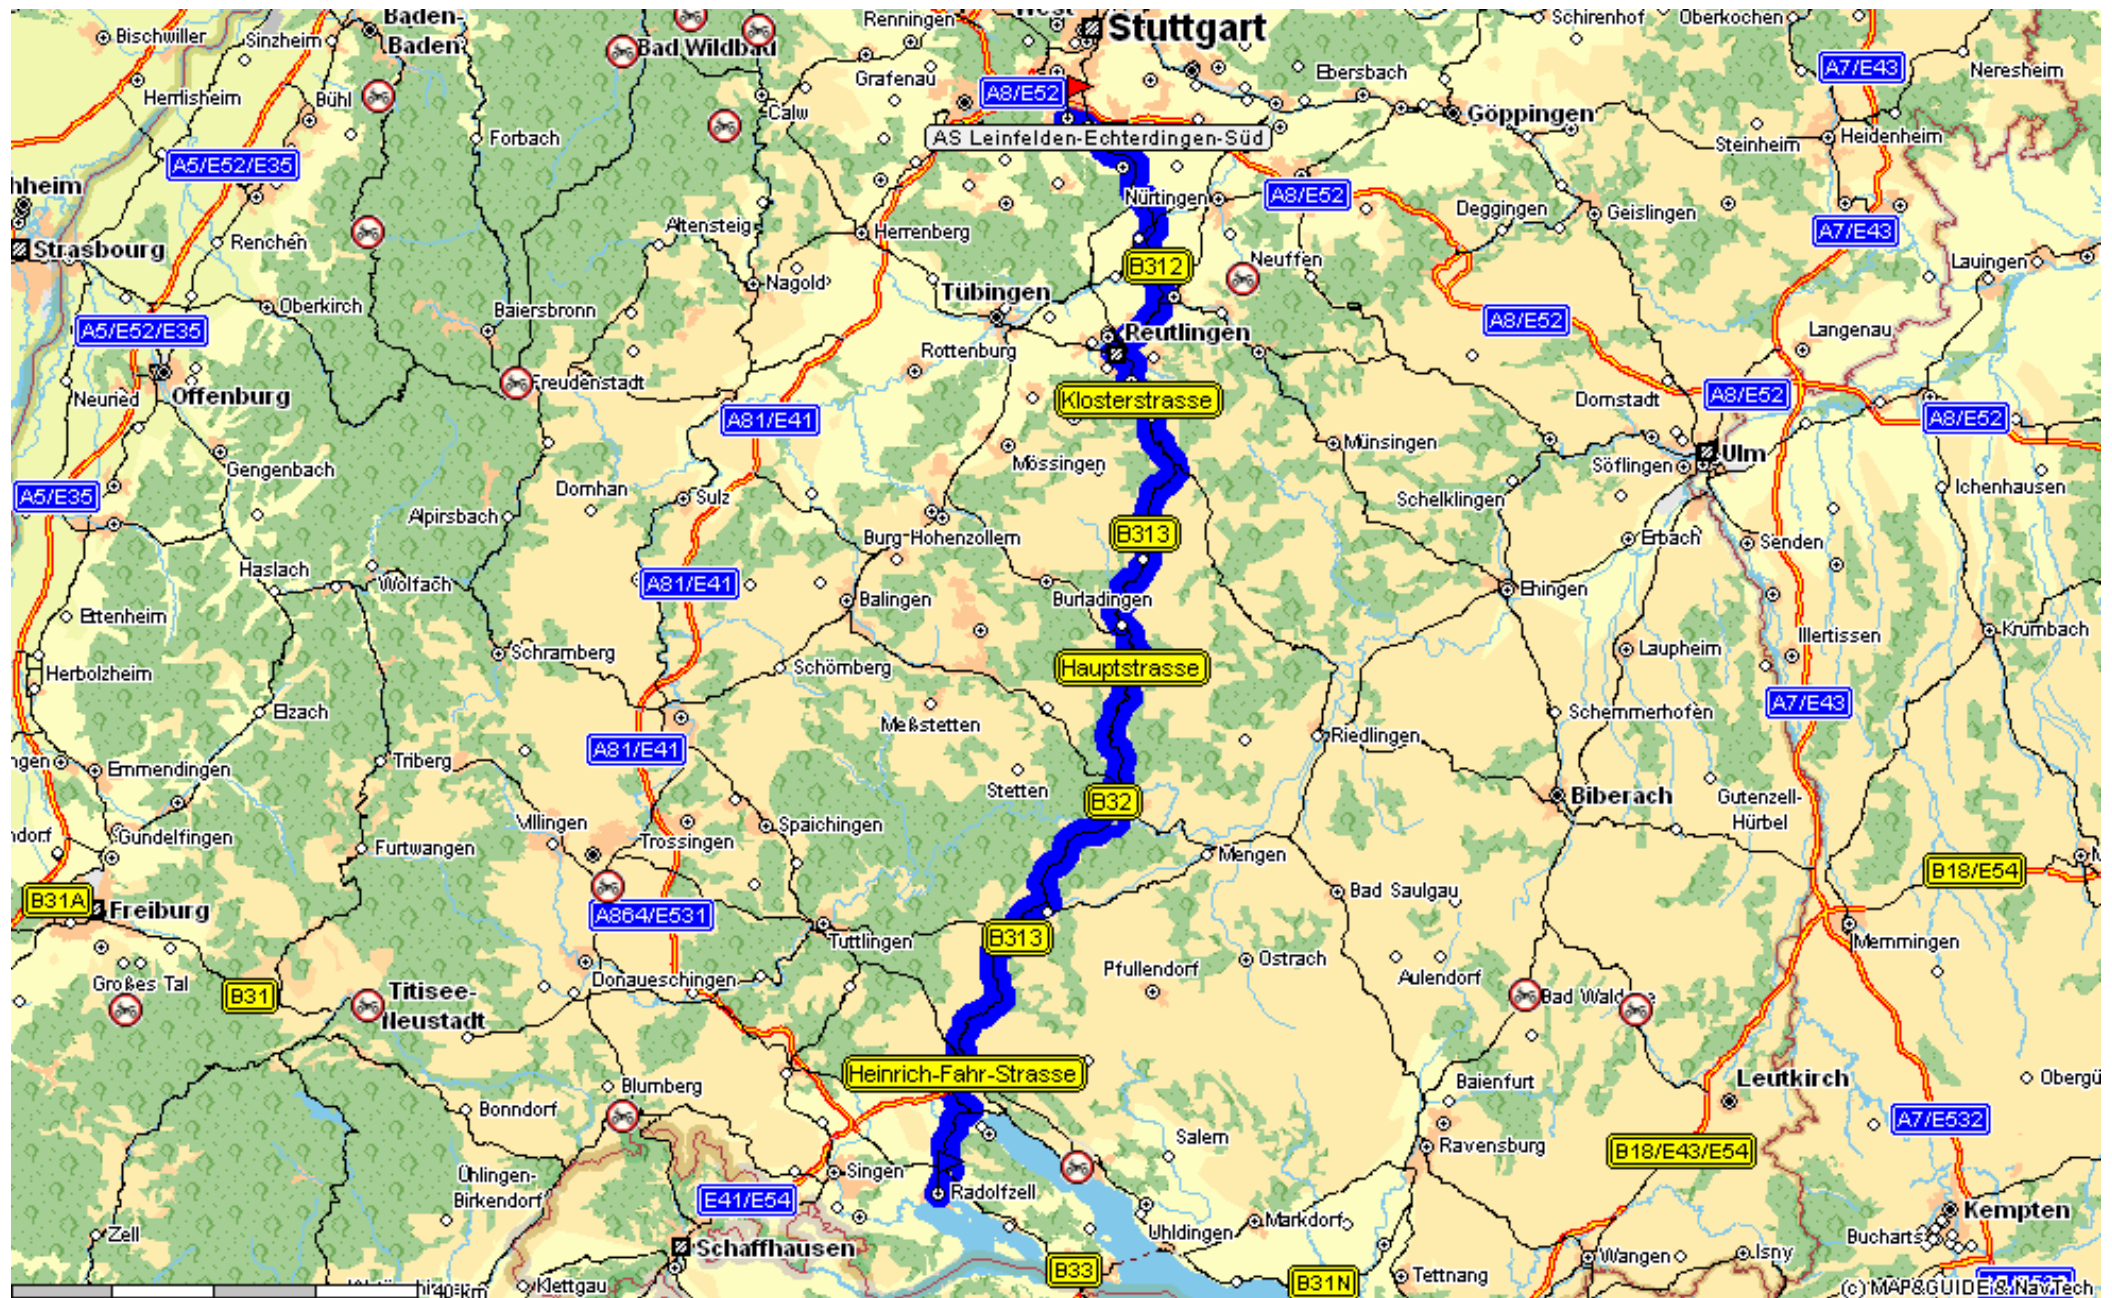 Bischwiller
Sinzheim
Baden-
Baden
Bad Wildbad
Renningen
West
Stuttgart
Schirenhof
Oberkochen
Herrlisheim
Bühl
Forbach
Calw
Grafenau
A8/E52
Ebersbach
Göppingen
A7/E43
Neresheim
Steinheim
Heidenheim
AS Leinfelden-Echterdingen-Süd
A5/E52/E35
Strasbourg
Renchen
Altensteig
Herrenberg
Nürtingen
A8/E52
Deggingen
Geislingen
A7/E43
Lauingen
Oberkirch
Baiersbronn
Nagold
Tübingen
B312
Neuffen
A5/E52/E35
Reutlingen
A8/E52
Langenau
Rottenburg
Neuried
Offenburg
Freudenstadt
A81/E41
Klosterstrasse
Dornstadt
A8/E52
A8/E52
Gengenbach
Mössingen
Münsingen
Söflingen
Ulm
A5/E35
Dornhan
Sulz
Schelklingen
Ichenhausen
Alpirsbach
Burg-Hohenzollern
B313
Erbach
Senden
Haslach
Wolfach
A81/E41
Balingen
Burladingen
Ehingen
Ettenheim
Illertissen
Krumbach
Schramberg
Schömberg
Hauptstrasse
Laupheim
Herbolzheim
Elzach
Meßstetten
Schemmerhofen
A7/E43
Riedlingen
A81/E41
Triberg
Emmendingen
Stetten
B32
Biberach
Gutenzell-
Hürbel
Gundelfingen
Villingen
Trossingen
Spaichingen
Furtwangen
Mengen
B18/E54
B31A
Freiburg
A864/E531
Bad Saulgau
Tuttlingen
B313
Memmingen
Großes Tal
B31
Titisee-
Neustadt
Donaueschingen
Pfullendorf
Ostrach
Aulendorf
Heinrich-Fahr-Strasse
Blumberg
Bonndorf
Baienfurt
Leutkirch
A7/E532
Salem
Ravensburg
B18/E43/E54
Ühlingen-
Birkendorf
Singen
E41/E54
Radolfzell
Zell
Schaffhausen
Uhldingen
Markdorf
Kempten
Wangen
Isny
B33
B31N
Tettnang
Klettgau
40 km
(c) MAP&GUIDE & NavTech